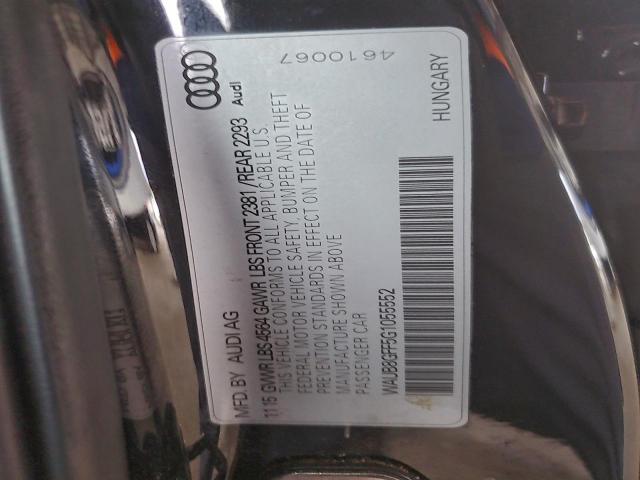 MFD. BY AUDI AG
Audi
11 15 GVWR LBS 4564 GAWR LBS FRONT 2381 / REAR 2293
THIS VEHICLE CONFORMS TO ALL APPLICABLE U.S.
FEDERAL MOTOR VEHICLE SAFETY, BUMPER AND THEFT
PREVENTION STANDARDS IN EFFECT ON THE DATE OF
MANUFACTURE SHOWN ABOVE
PASSENGER CAR
4610067
WAUB8GFF5G1055552
HUNGARY